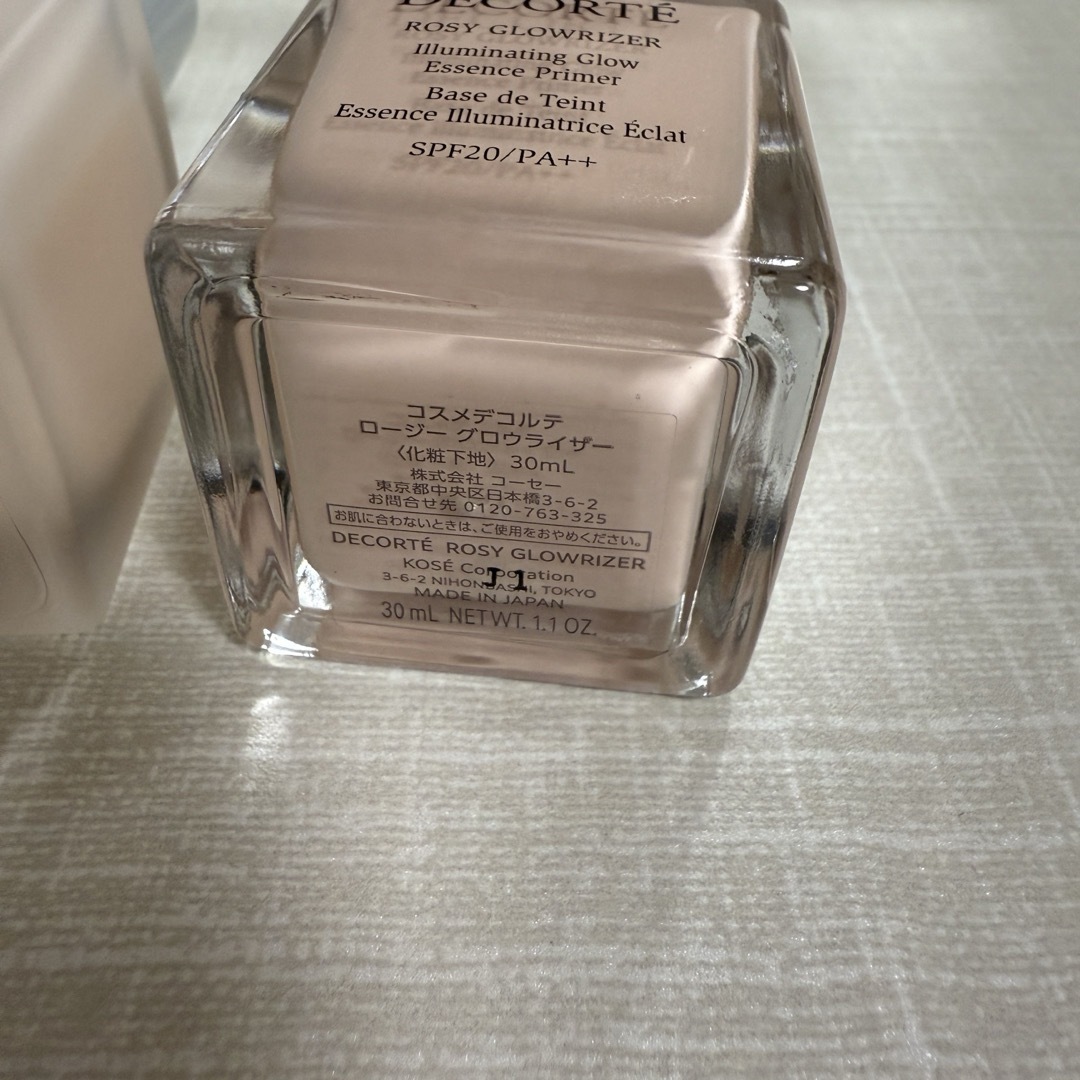 DECORTÉ
ROSY GLOWRIZER
Illuminating Glow
Essence Primer
Base de Teint
Essence Illuminatrice Éclat
SPF20/PA++
コスメデコルテ
ロージー グロウライザー
〈化粧下地〉 30mL
株式会社 コーセー
東京都中央区日本橋3-6-2
お問合せ先 0120-763-325
お肌に合わないときは、ご使用をおやめください。
DECORTÉ ROSY GLOWRIZER
KOSÉ Corporation
J1
3-6-2 NIHONBASHI, TOKYO
MADE IN JAPAN
30 mL NET WT. 1.1 OZ.